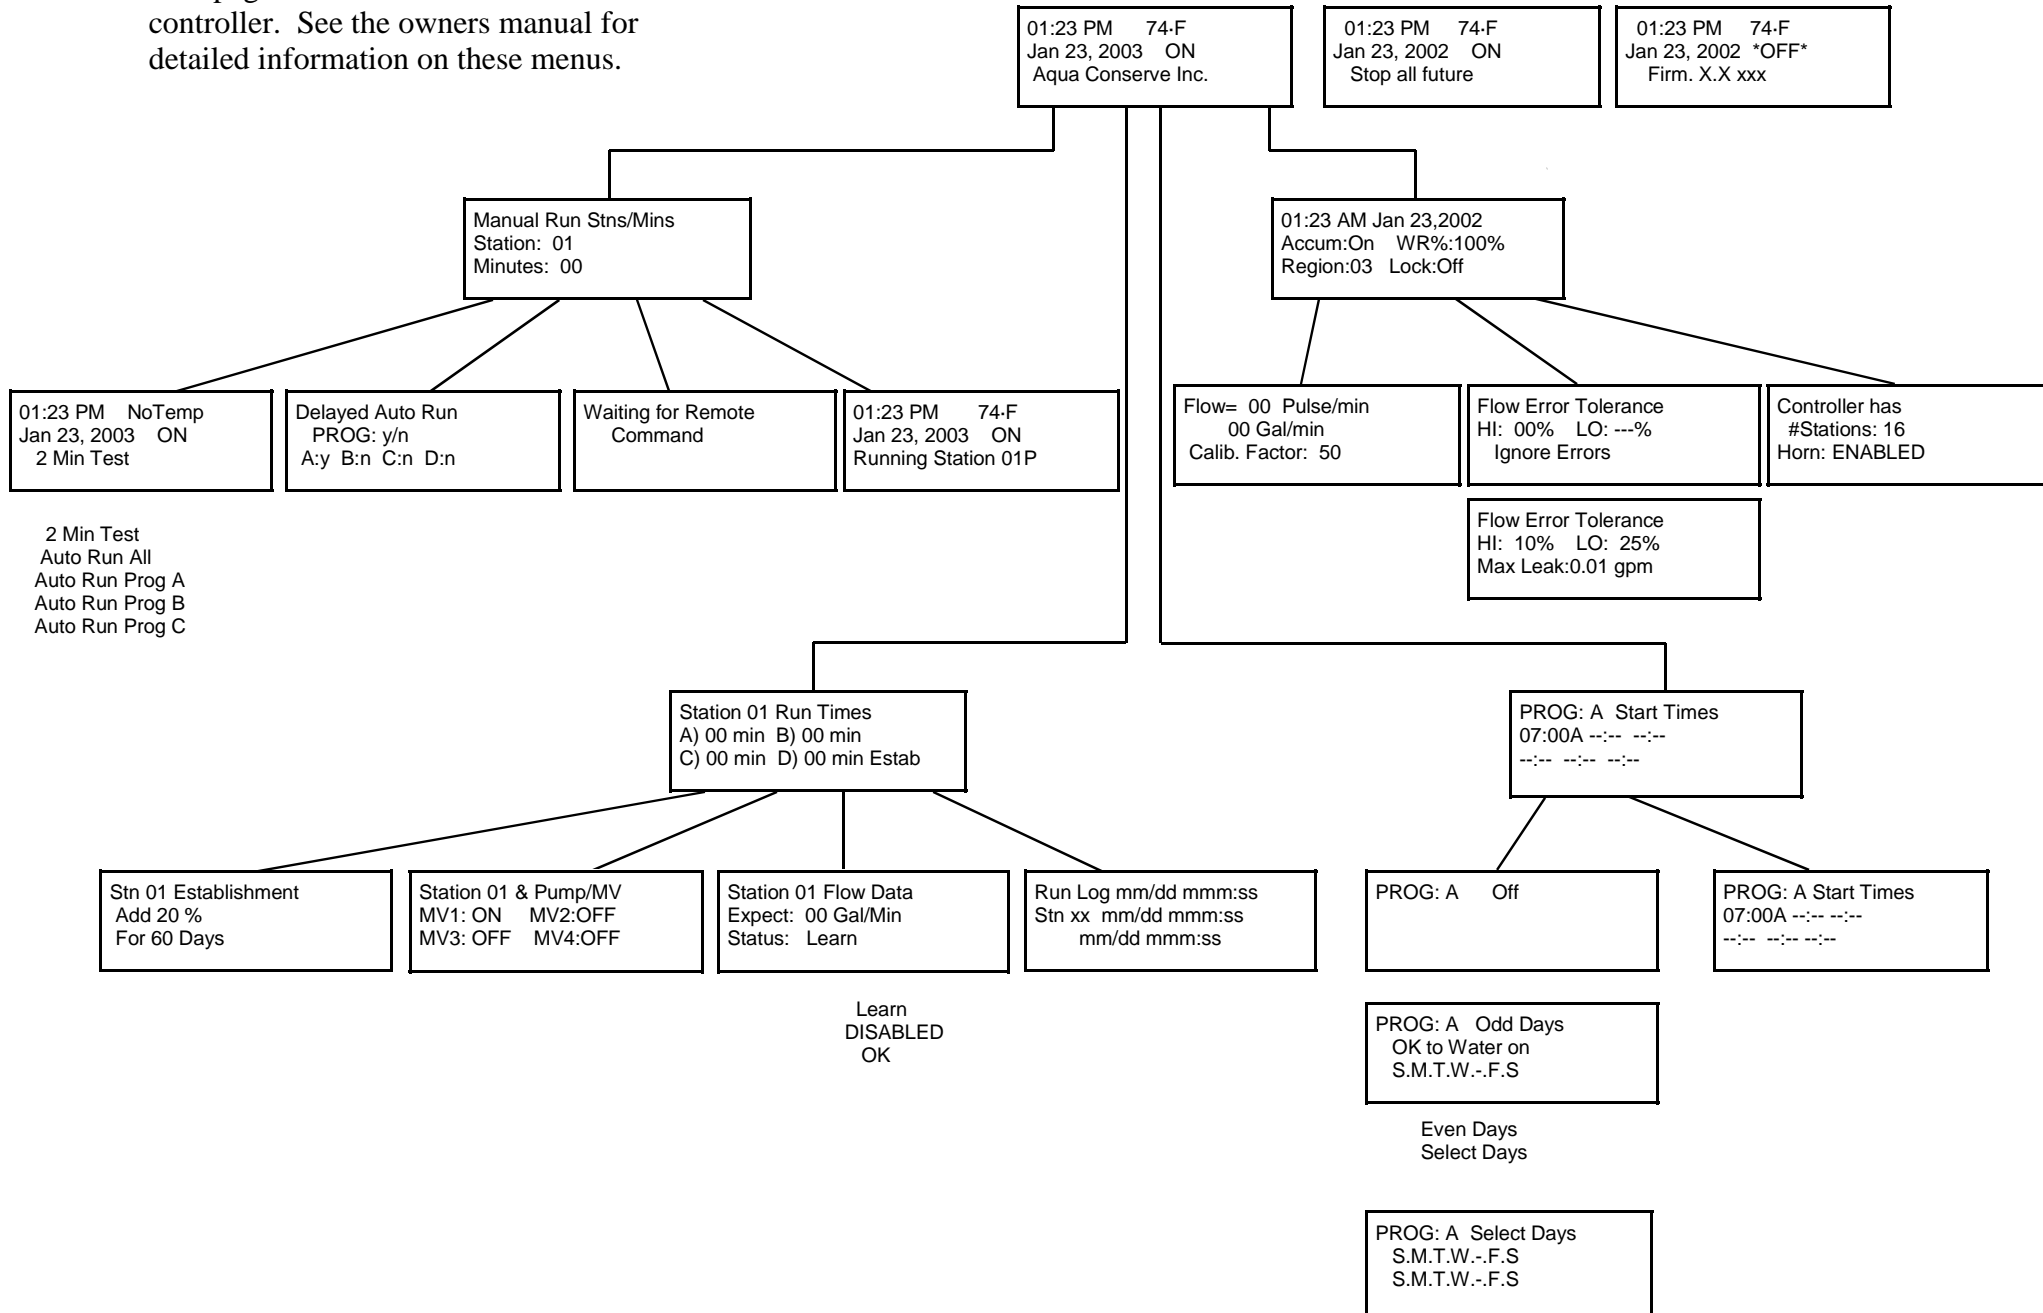 controller.  See the owners manual for
detailed information on these menus.
01:23 PM 74·F
Jan 23, 2003 ON
Aqua Conserve Inc.
01:23 PM 74·F
Jan 23, 2002 ON
Stop all future
01:23 PM 74·F
Jan 23, 2002 *OFF*
Firm. X.X xxx
Manual Run Stns/Mins
Station: 01
Minutes: 00
01:23 AM Jan 23,2002
Accum:On WR%:100%
Region:03 Lock:Off
01:23 PM NoTemp
Jan 23, 2003 ON
2 Min Test
Delayed Auto Run
PROG: y/n
A:y B:n C:n D:n
Waiting for Remote
Command
01:23 PM 74·F
Jan 23, 2003 ON
Running Station 01P
Flow= 00 Pulse/min
00 Gal/min
Calib. Factor: 50
Flow Error Tolerance
HI: 00% LO: ---%
Ignore Errors
Controller has
#Stations: 16
Horn: ENABLED
Flow Error Tolerance
HI: 10% LO: 25%
Max Leak:0.01 gpm
2 Min Test
Auto Run All
Auto Run Prog A
Auto Run Prog B
Auto Run Prog C
Station 01 Run Times
A) 00 min B) 00 min
C) 00 min D) 00 min Estab
PROG: A Start Times
07:00A --:-- --:--
--:-- --:-- --:--
Stn 01 Establishment
Add 20 %
For 60 Days
Station 01 & Pump/MV
MV1: ON MV2:OFF
MV3: OFF MV4:OFF
Station 01 Flow Data
Expect: 00 Gal/Min
Status: Learn
Run Log mm/dd mmm:ss
Stn xx mm/dd mmm:ss
mm/dd mmm:ss
PROG: A Off
PROG: A Start Times
07:00A --:-- --:--
--:-- --:-- --:--
Learn
DISABLED
OK
PROG: A Odd Days
OK to Water on
S.M.T.W.-.F.S
Even Days
Select Days
PROG: A Select Days
S.M.T.W.-.F.S
S.M.T.W.-.F.S